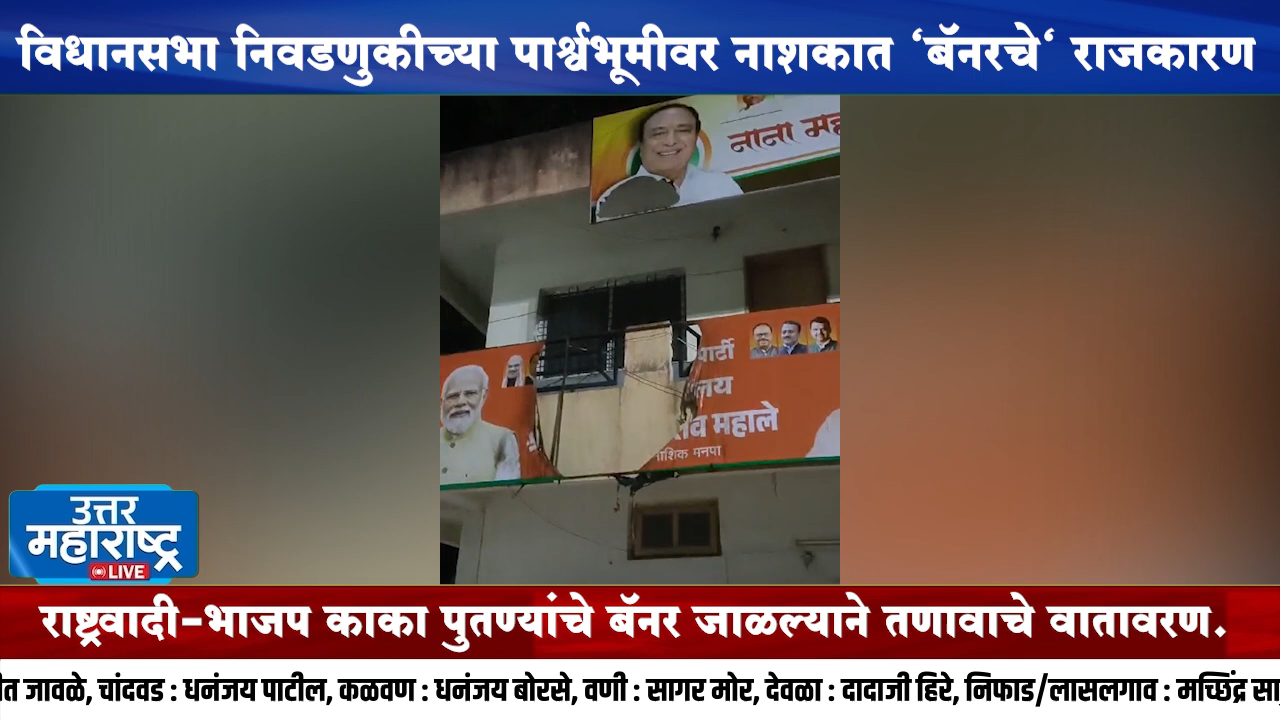 विधानसभा निवडणुकीच्या पार्श्वभूमीवर नाशकात ‘बॅनरचे‘ राजकारण
नाना मह
पार्टी
लय
महाले
नाशिक मनपा
उत्तर
महाराष्ट्र
LIVE
राष्ट्रवादी-भाजप काका पुतण्यांचे बॅनर जाळल्याने तणावाचे वातावरण.
त जावळे, चांदवड : धनंजय पाटील, कळवण : धनंजय बोरसे, वणी : सागर मोर, देवळा : दादाजी हिरे, निफाड/लासलगाव : मच्छिंद्र सा